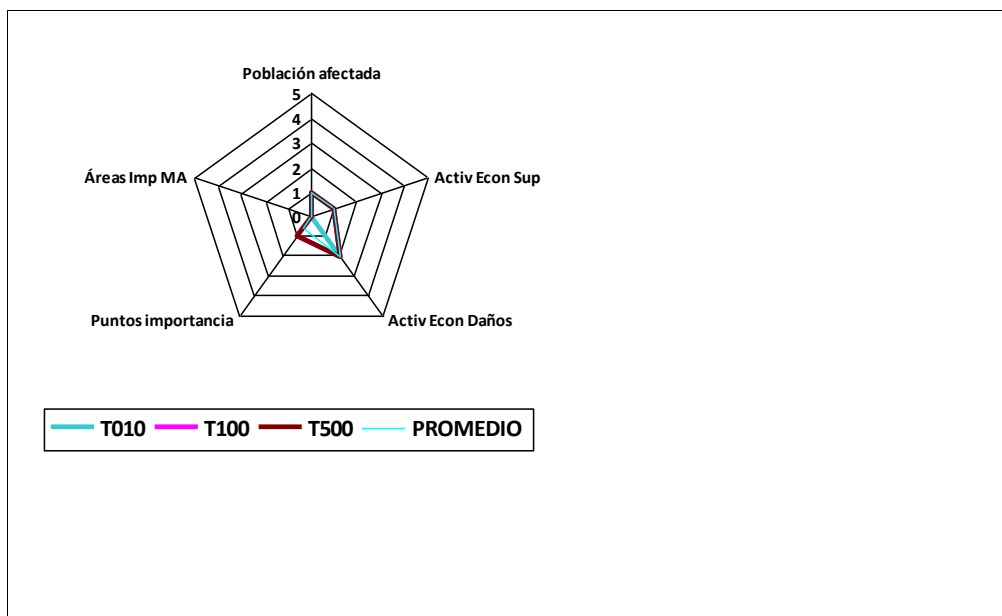 Población afectada
5
4
3
2
1
0
Áreas Imp MA
Activ Econ Sup
Puntos importancia
Activ Econ Daños
T010 T100 T500 PROMEDIO